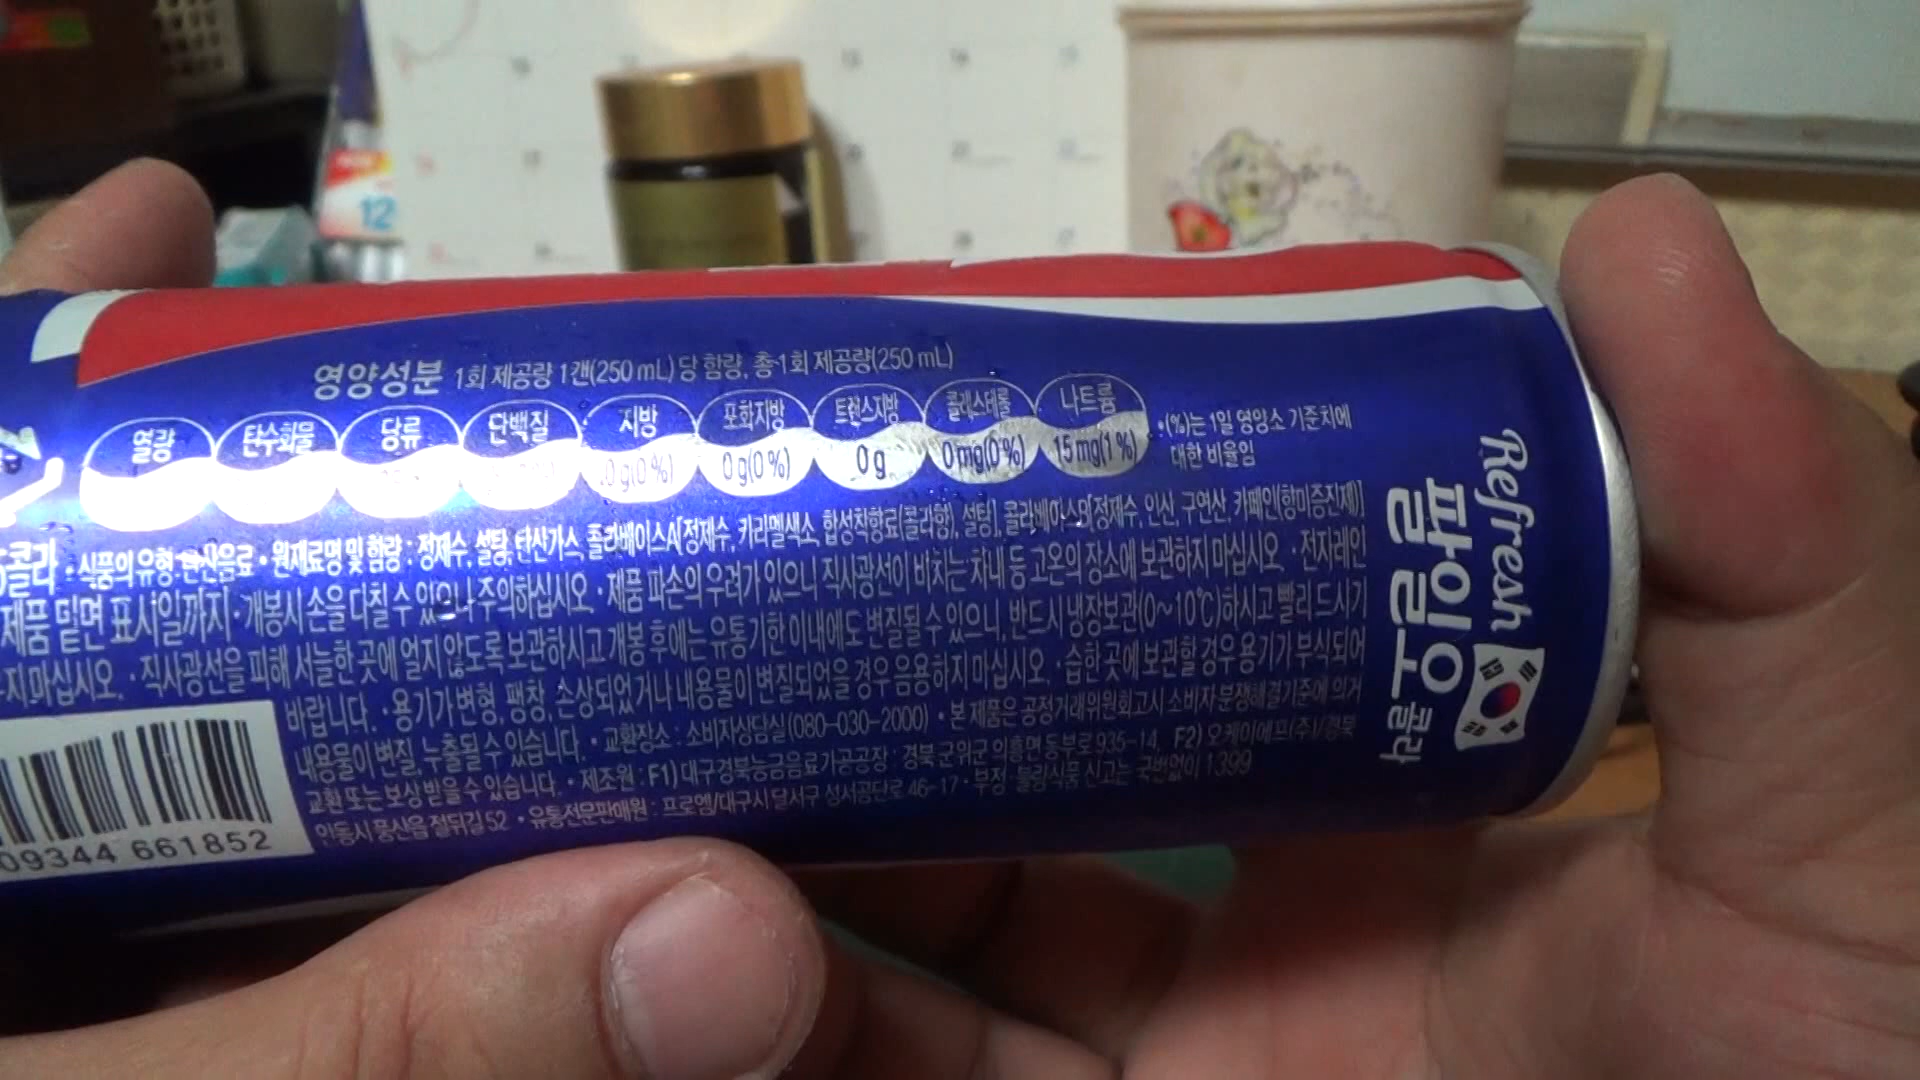 영양성분 1회 제공량 1캔(250 mL) 당 함량, 총 1회 제공량(250 mL)
열량 탄수화물 당류 단백질 지방 포화지방 트랜스지방 콜레스테롤 나트륨
0 g(0 %) 0 g(0 %) 0 g 0 mg(0 %) 15 mg(1 %)
•(%)는 1일 영양소 기준치에
대한 비율임
콜라 • 식품의 유형:탄산음료 • 원재료명 및 함량 : 정제수, 설탕, 탄산가스, 콜라베이스A[정제수, 카라멜색소, 합성착향료(콜라향), 설탕], 콜라베이스B[정제수, 인산, 구연산, 카페인(향미증진제)]
제품 밑면 표시일까지 • 개봉시 손을 다칠 수 있으니 주의하십시오 • 제품 파손의 우려가 있으니 직사광선이 비치는 차내 등 고온의 장소에 보관하지 마십시오. • 전자레인
지 마십시오. • 직사광선을 피해 서늘한 곳에 얼지 않도록 보관하시고 개봉 후에는 유통기한 이내에도 변질될 수 있으니, 반드시 냉장보관(0~10℃)하시고 빨리 드시기
바랍니다. • 용기가 변형, 팽창, 손상되었거나 내용물이 변질되었을 경우 음용하지 마십시오. • 습한 곳에 보관할 경우 용기가 부식되어
내용물이 변질, 누출될 수 있습니다. • 교환장소 : 소비자상담실(080-030-2000) • 본 제품은 공정거래위원회고시 소비자 분쟁해결기준에 의거
교환 또는 보상 받을 수 있습니다. • 제조원 : F1) 대구경북능금음료가공공장 : 경북 군위군 의흥면 동부로 935-14, F2) 오케이에프(주)/경북
안동시 풍산읍 절뒤길 52 • 유통전문판매원 : 프로엠/대구시 달서구 성서공단로 46-17 • 부정·불량식품 신고는 국번없이 1399
09344 661852
Refresh
팔일오
콜라
12